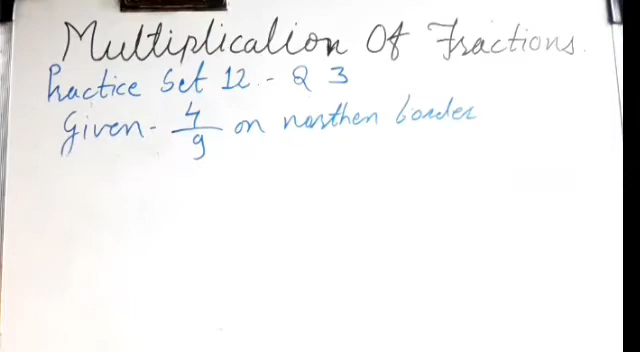 Multiplication Of Fractions.
Practice Set 12.- Q 3
Given- 4/9 on northen border